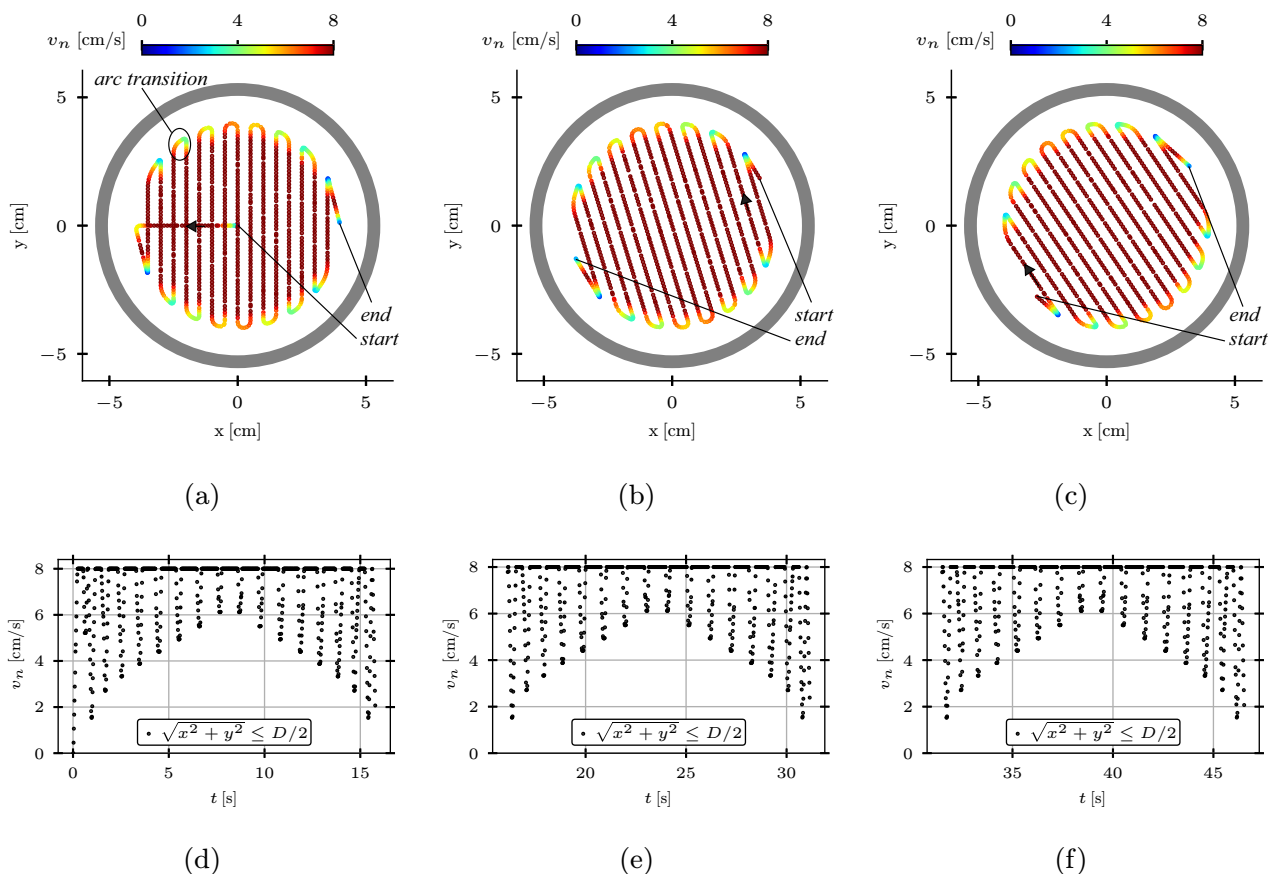 0 4 8
v_n [cm/s]
arc transition
5
0
−5
y [cm]
end
start
−5 0 5
x [cm]
(a)
0 4 8
v_n [cm/s]
5
0
−5
y [cm]
start
end
−5 0 5
x [cm]
(b)
0 4 8
v_n [cm/s]
5
0
−5
y [cm]
end
start
−5 0 5
x [cm]
(c)
8
6
4
2
0
v_n [cm/s]
√x² + y² ≤ D/2
0 5 10 15
t [s]
(d)
8
6
4
2
0
v_n [cm/s]
√x² + y² ≤ D/2
20 25 30
t [s]
(e)
8
6
4
2
0
v_n [cm/s]
√x² + y² ≤ D/2
35 40 45
t [s]
(f)